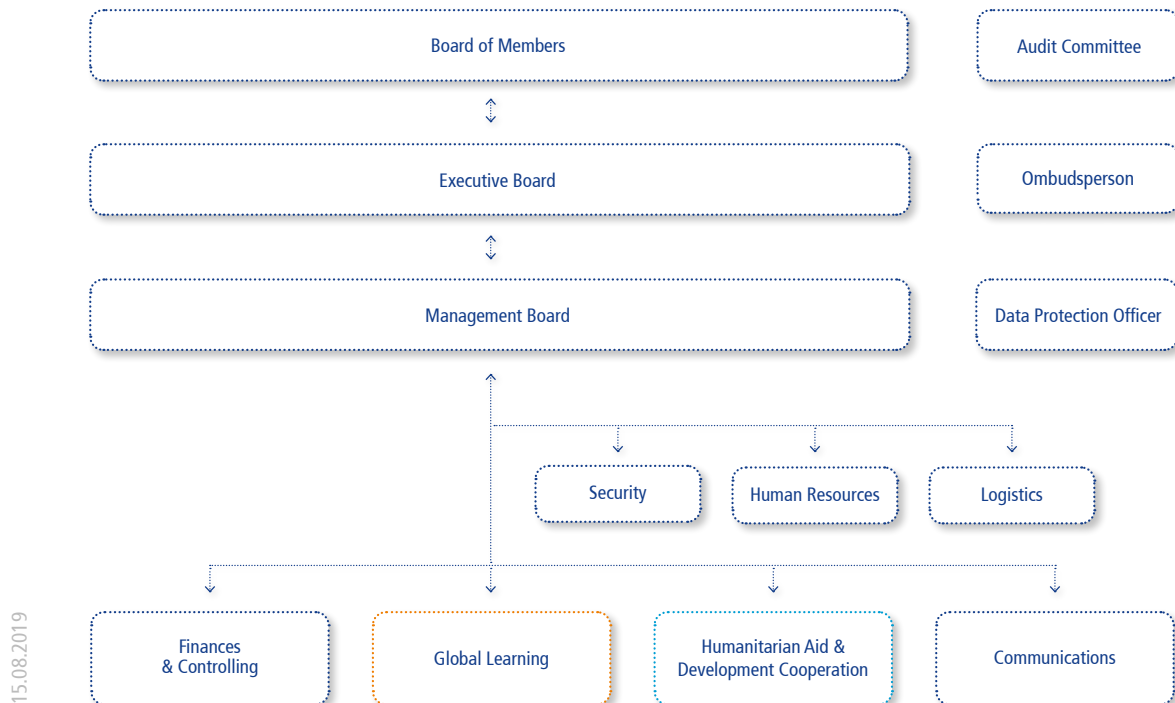 Board of Members
Audit Committee
Executive Board
Ombudsperson
Management Board
Data Protection Officer
Security
Human Resources
Logistics
Finances
& Controlling
Global Learning
Humanitarian Aid &
Development Cooperation
Communications
15.08.2019